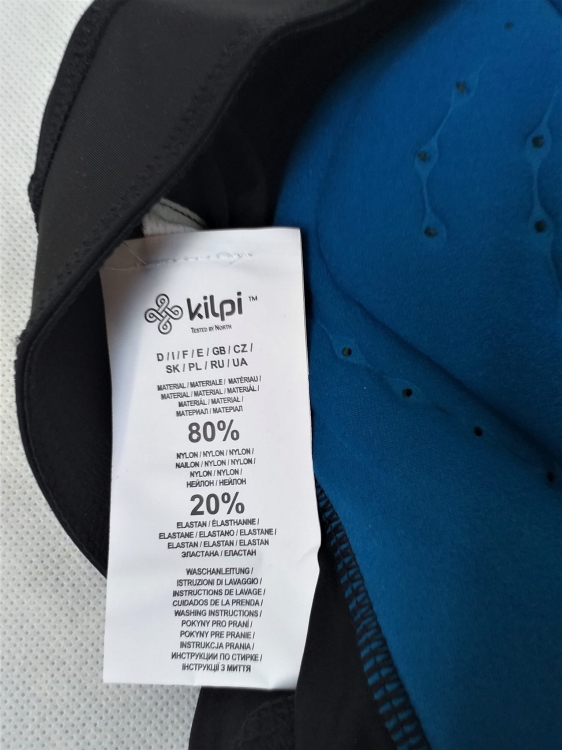 kilpi ™
TESTED BY NORTH
D / I / F / E / GB / CZ /
SK / PL / RU / UA
MATERIAL / MATERIALE / MATÉRIAU /
MATERIAL / MATERIAL / MATERIÁL /
MATERIÁL / MATERIAL /
МАТЕРИАЛ / МАТЕРІАЛ
80%
NYLON / NYLON / NYLON /
NAILON / NYLON / NYLON /
NYLON / NYLON /
НЕЙЛОН / НЕЙЛОН
20%
ELASTAN / ÉLASTHANNE /
ELASTANE / ELASTANO / ELASTANE /
ELASTAN / ELASTAN / ELASTAN
ЭЛАСТАНА / ЕЛАСТАН
WASCHANLEITUNG /
ISTRUZIONI DI LAVAGGIO /
INSTRUCTIONS DE LAVAGE /
CUIDADOS DE LA PRENDA /
WASHING INSTRUCTIONS /
POKYNY PRO PRANÍ /
POKYNY PRE PRANIE /
INSTRUKCJA PRANIA /
ИНСТРУКЦИИ ПО СТИРКЕ /
ІНСТРУКЦІЇ З МИТТЯ